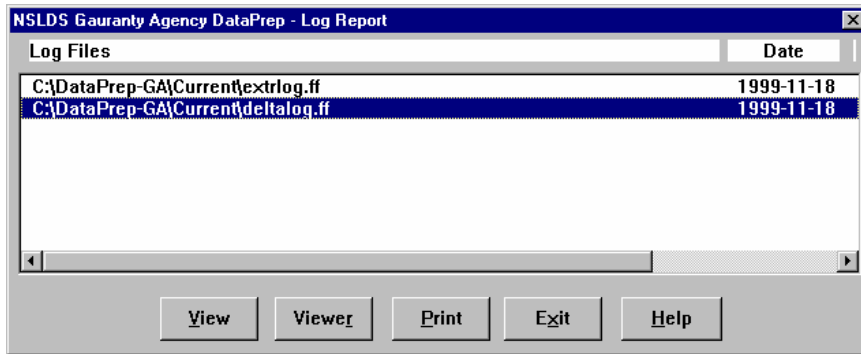 NSLDS Gauranty Agency DataPrep - Log Report
Log Files Date
C:\DataPrep-GA\Current\extrlog.ff 1999-11-18
C:\DataPrep-GA\Current\deltalog.ff 1999-11-18
View Viewer Print Exit Help